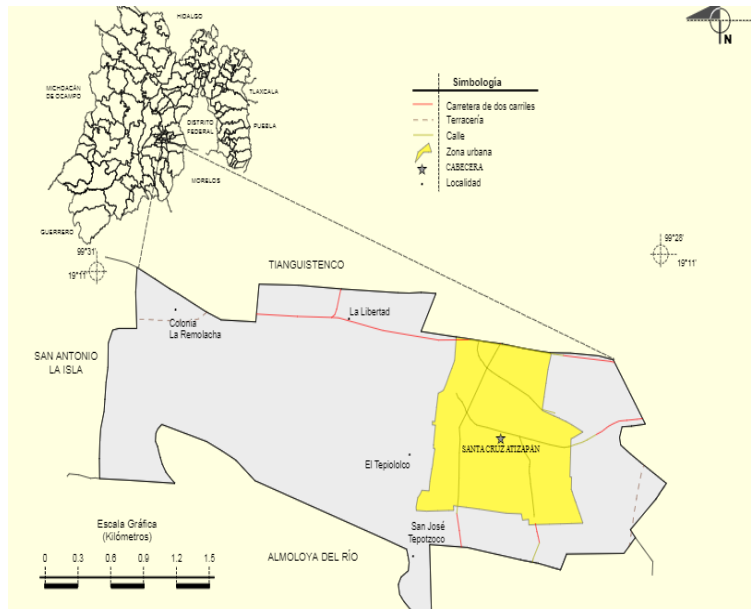 HIDALGO
N
MICHOACÁN
DE OCAMPO
TLAXCALA
DISTRITO
FEDERAL
PUEBLA
MORELOS
GUERRERO
Simbología
Carretera de dos carriles
Terracería
Calle
Zona urbana
CABECERA
Localidad
99°31'
19°11'
99°28'
19°11'
TIANGUISTENCO
Colonia
La Remolacha
La Libertad
SAN ANTONIO
LA ISLA
SANTA CRUZ ATIZAPAN
El Tepiololco
San José
Tepotzoco
ALMOLOYA DEL RÍO
Escala Gráfica
(Kilómetros)
0 0.3 0.6 0.9 1.2 1.5